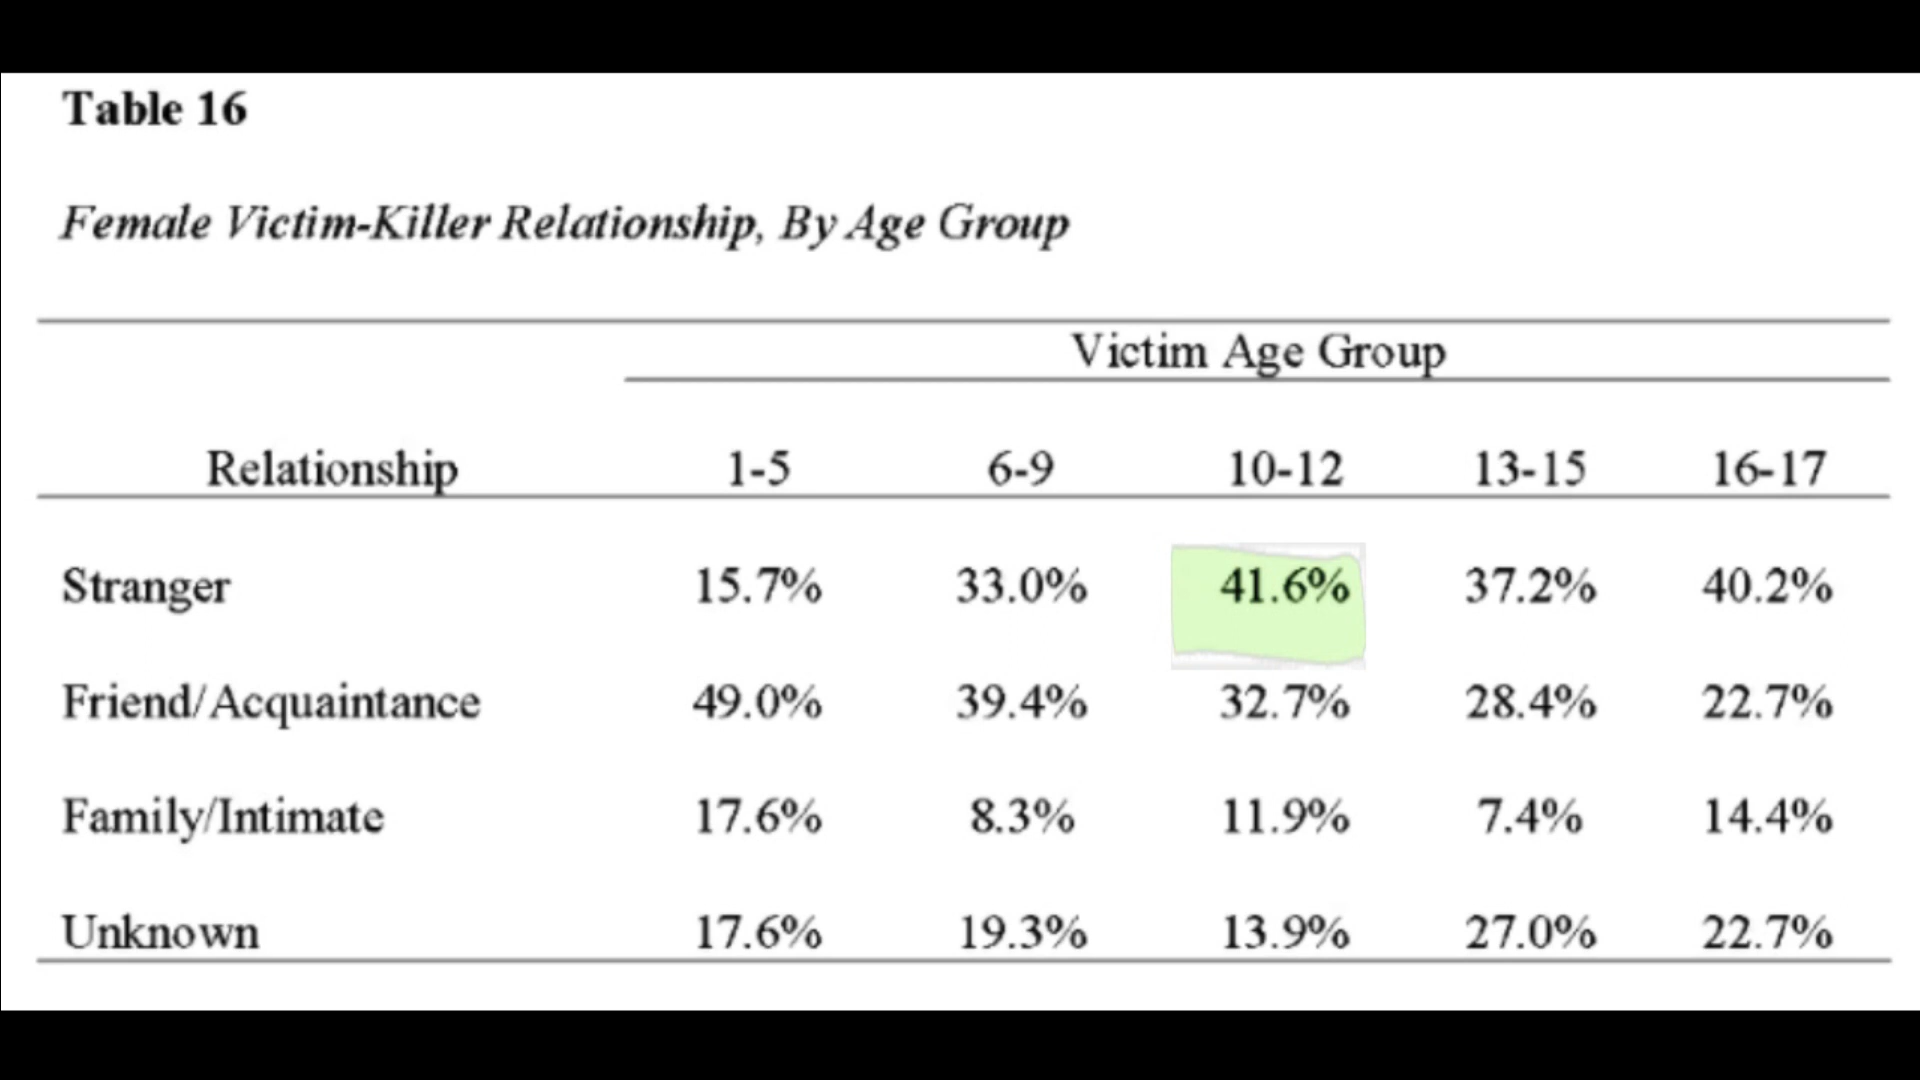 Table 16
Female Victim-Killer Relationship, By Age Group
Victim Age Group
Relationship 1-5 6-9 10-12 13-15 16-17
Stranger 15.7% 33.0% 41.6% 37.2% 40.2%
Friend/Acquaintance 49.0% 39.4% 32.7% 28.4% 22.7%
Family/Intimate 17.6% 8.3% 11.9% 7.4% 14.4%
Unknown 17.6% 19.3% 13.9% 27.0% 22.7%